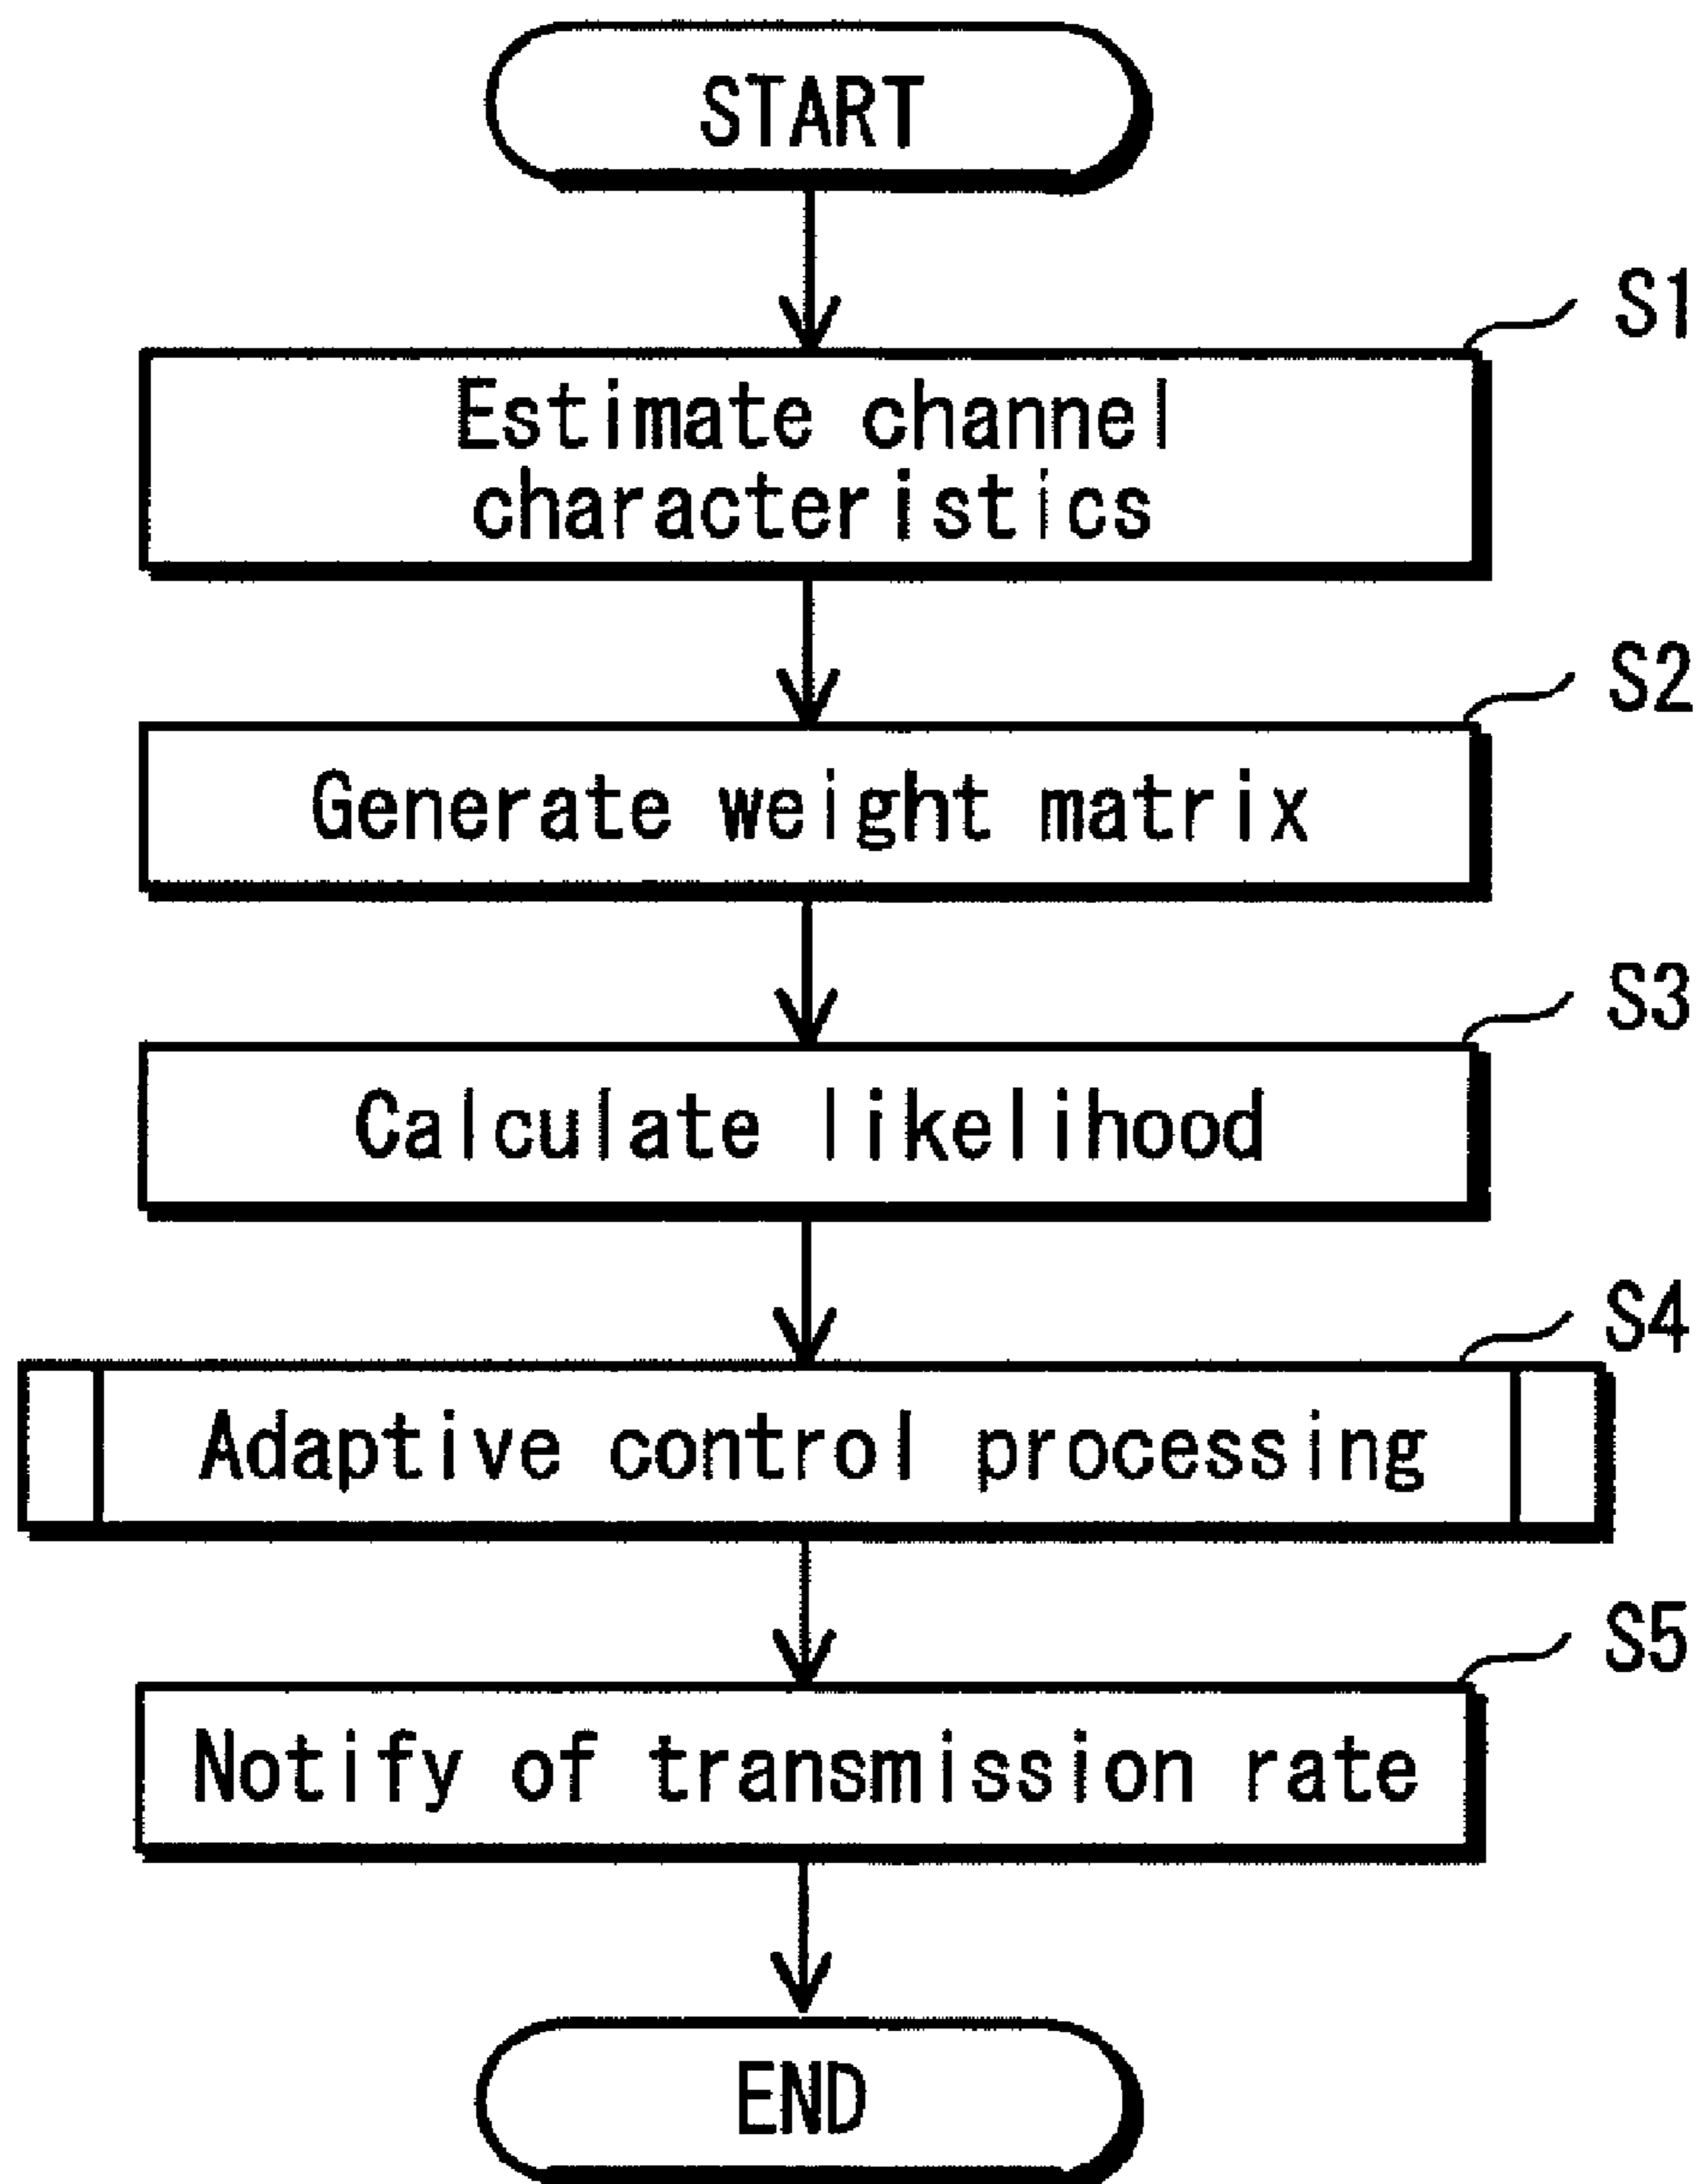 START
S1
Estimate channel
characteristics
S2
Generate weight matrix
S3
Calculate likelihood
S4
Adaptive control processing
S5
Notify of transmission rate
END